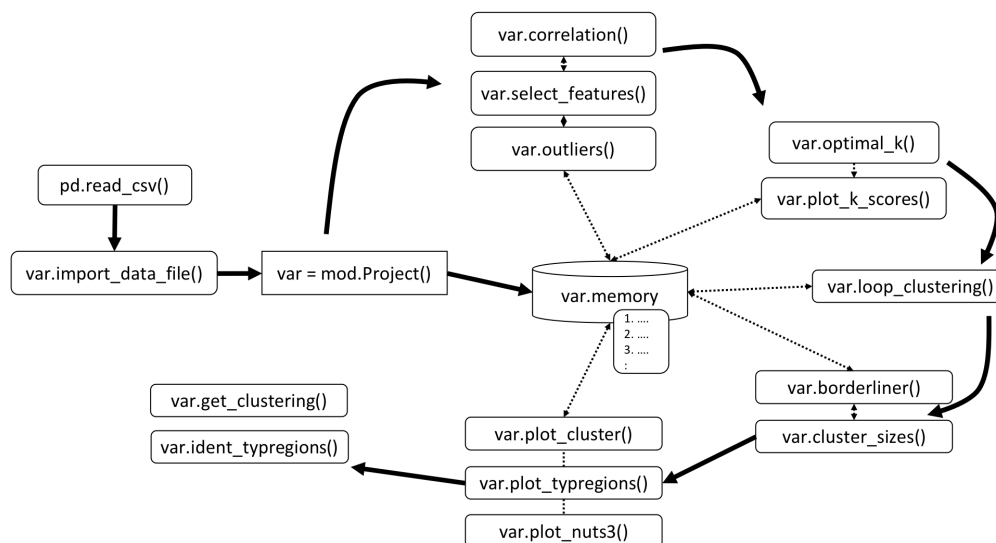 var.correlation()
var.select_features()
var.outliers()
var.optimal_k()
var.plot_k_scores()
pd.read_csv()
var.import_data_file()
var = mod.Project()
var.memory
1. ....
2. ....
3. ....
:
var.loop_clustering()
var.borderliner()
var.cluster_sizes()
var.get_clustering()
var.ident_typregions()
var.plot_cluster()
var.plot_typregions()
var.plot_nuts3()